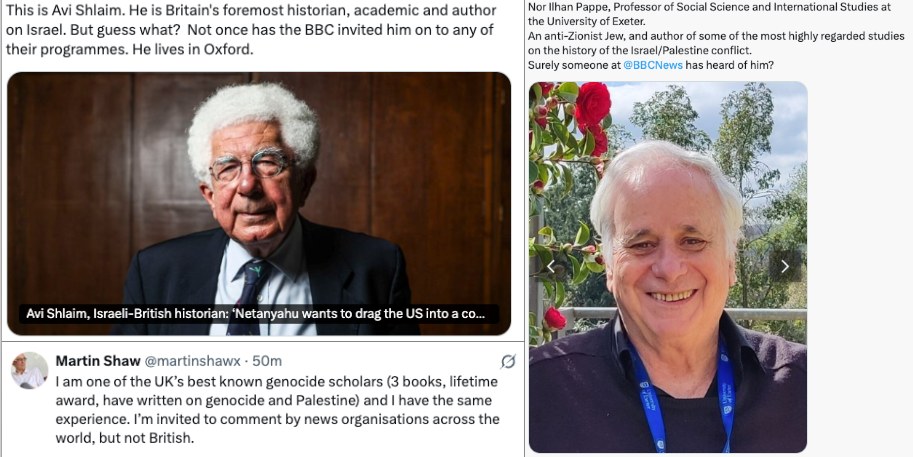 This is Avi Shlaim. He is Britain's foremost historian, academic and author
on Israel. But guess what?  Not once has the BBC invited him on to any of
their programmes. He lives in Oxford.
Avi Shlaim, Israeli-British historian: ‘Netanyahu wants to drag the US into a co...
Martin Shaw @martinshawx · 50m
I am one of the UK’s best known genocide scholars (3 books, lifetime
award, have written on genocide and Palestine) and I have the same
experience. I’m invited to comment by news organisations across the
world, but not British.
Nor Ilhan Pappe, Professor of Social Science and International Studies at
the University of Exeter.
An anti-Zionist Jew, and author of some of the most highly regarded studies
on the history of the Israel/Palestine conflict.
Surely someone at @BBCNews has heard of him?